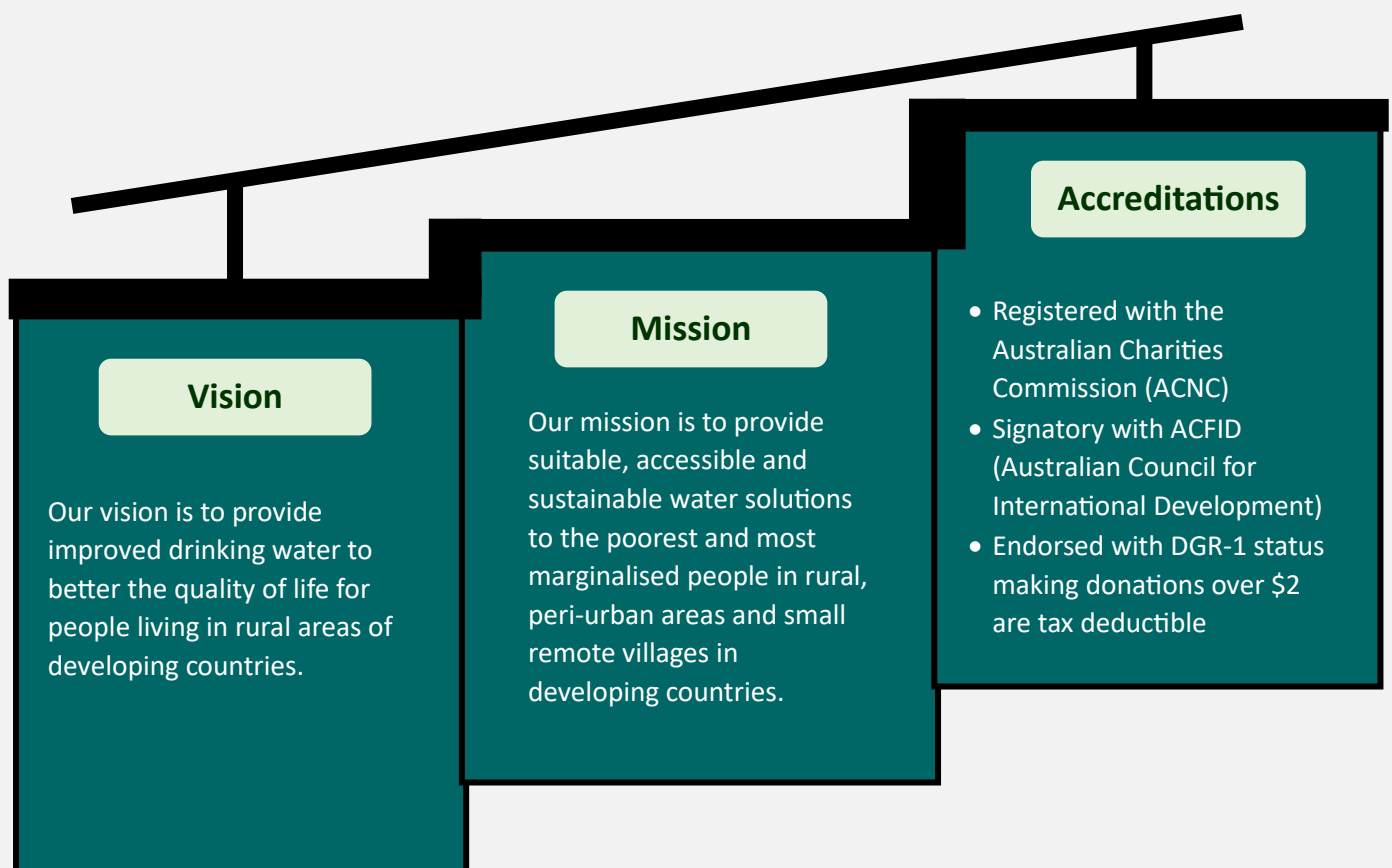 Vision
Our vision is to provide
improved drinking water to
better the quality of life for
people living in rural areas of
developing countries.
Mission
Our mission is to provide
suitable, accessible and
sustainable water solutions
to the poorest and most
marginalised people in rural,
peri-urban areas and small
remote villages in
developing countries.
Accreditations
• Registered with the
Australian Charities
Commission (ACNC)
• Signatory with ACFID
(Australian Council for
International Development)
• Endorsed with DGR-1 status
making donations over $2
are tax deductible